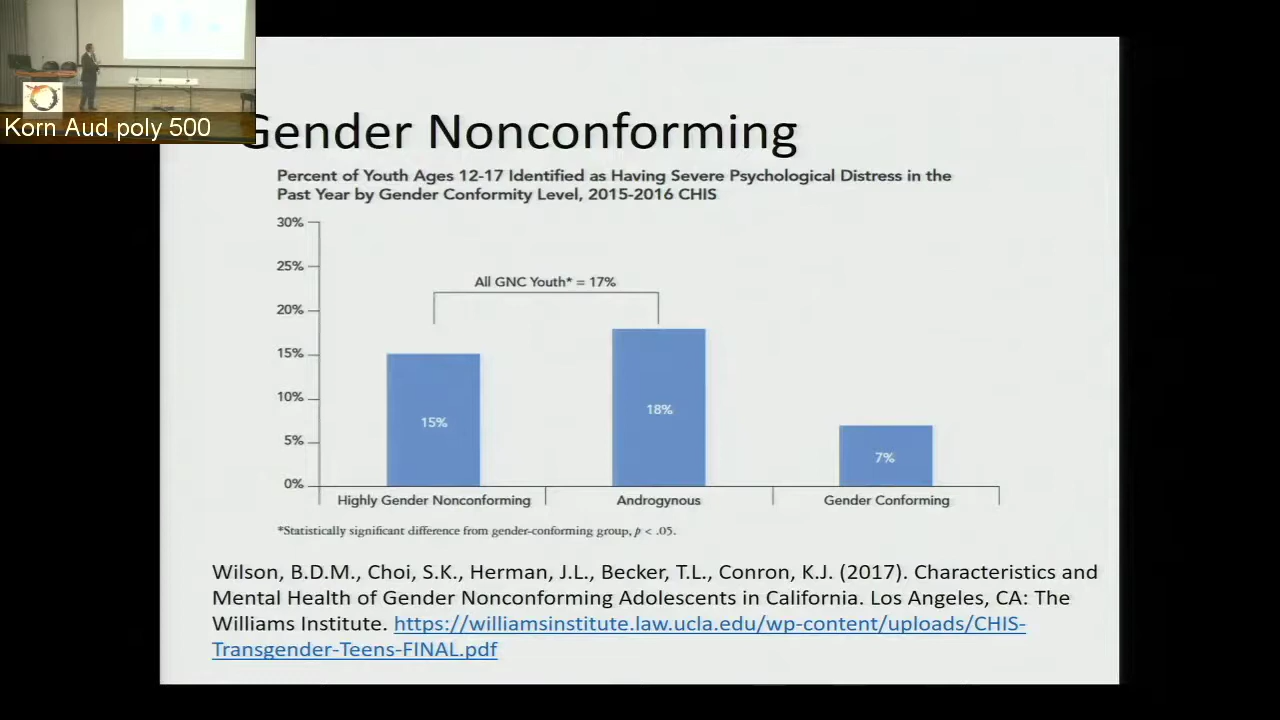 Korn Aud poly 500
Gender Nonconforming
Percent of Youth Ages 12-17 Identified as Having Severe Psychological Distress in the
Past Year by Gender Conformity Level, 2015-2016 CHIS
30%
25%
20%
15%
10%
5%
0%
All GNC Youth* = 17%
15%
18%
7%
Highly Gender Nonconforming
Androgynous
Gender Conforming
*Statistically significant difference from gender-conforming group, p < .05.
Wilson, B.D.M., Choi, S.K., Herman, J.L., Becker, T.L., Conron, K.J. (2017). Characteristics and
Mental Health of Gender Nonconforming Adolescents in California. Los Angeles, CA: The
Williams Institute. https://williamsinstitute.law.ucla.edu/wp-content/uploads/CHIS-
Transgender-Teens-FINAL.pdf